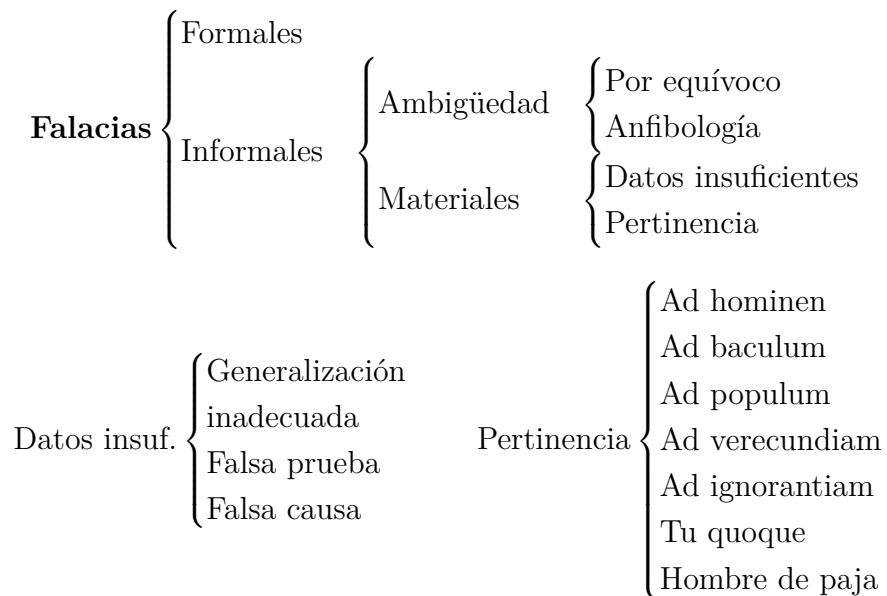 Falacias
Formales
Informales
Ambigüedad
Por equívoco
Anfibología
Materiales
Datos insuficientes
Pertinencia
Datos insuf.
Generalización
inadecuada
Falsa prueba
Falsa causa
Pertinencia
Ad hominen
Ad baculum
Ad populum
Ad verecundiam
Ad ignorantiam
Tu quoque
Hombre de paja